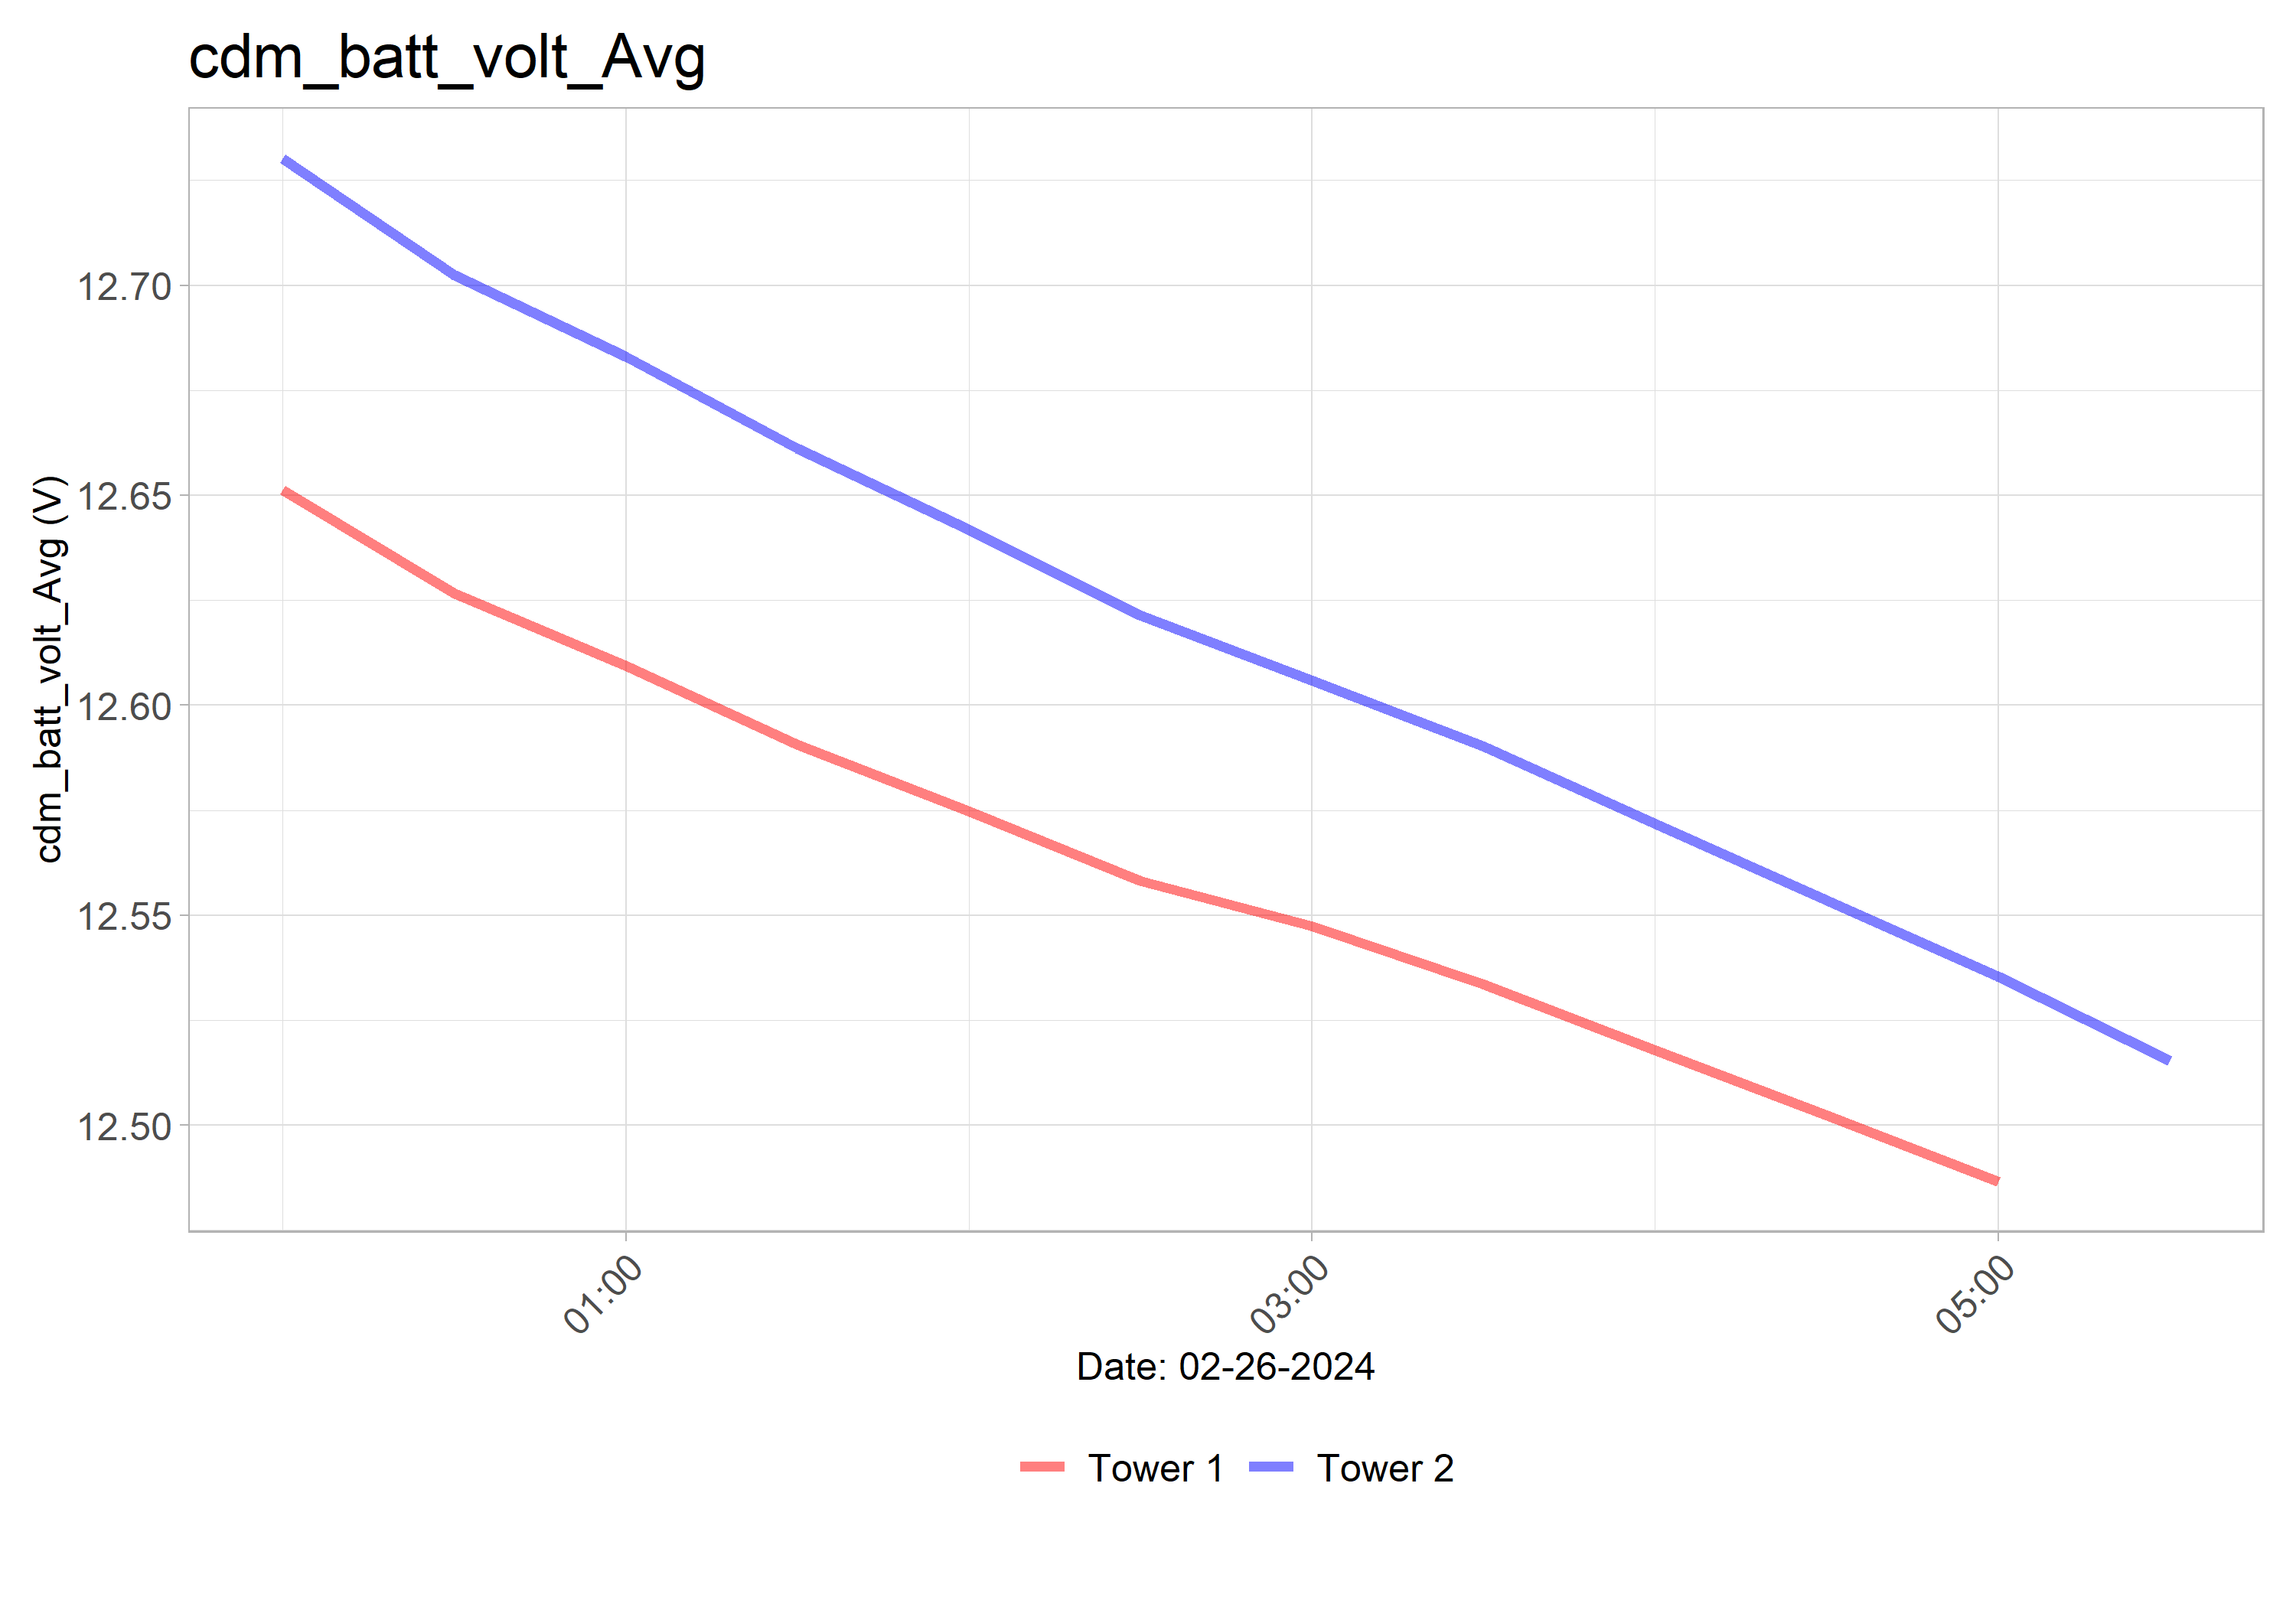 cdm_batt_volt_Avg
cdm_batt_volt_Avg (V)
12.70
12.65
12.60
12.55
12.50
01:00
03:00
05:00
Date: 02-26-2024
Tower 1
Tower 2